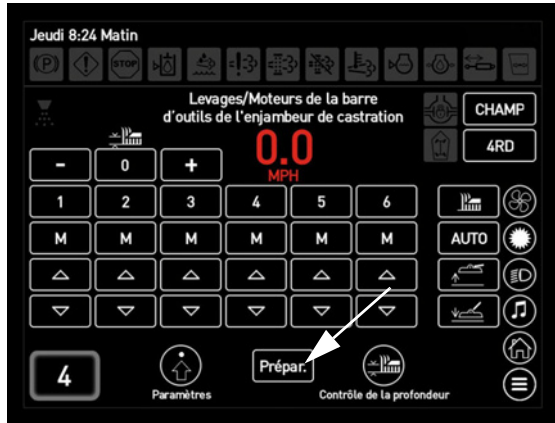 Jeudi 8:24 Matin
(P) STOP
Levages/Moteurs de la barre
d'outils de l'enjambeur de castration
CHAMP
4RD
0.0
MPH
- 0 +
1 2 3 4 5 6
M M M M M M AUTO
4
Prépar.
Paramètres
Contrôle de la profondeur